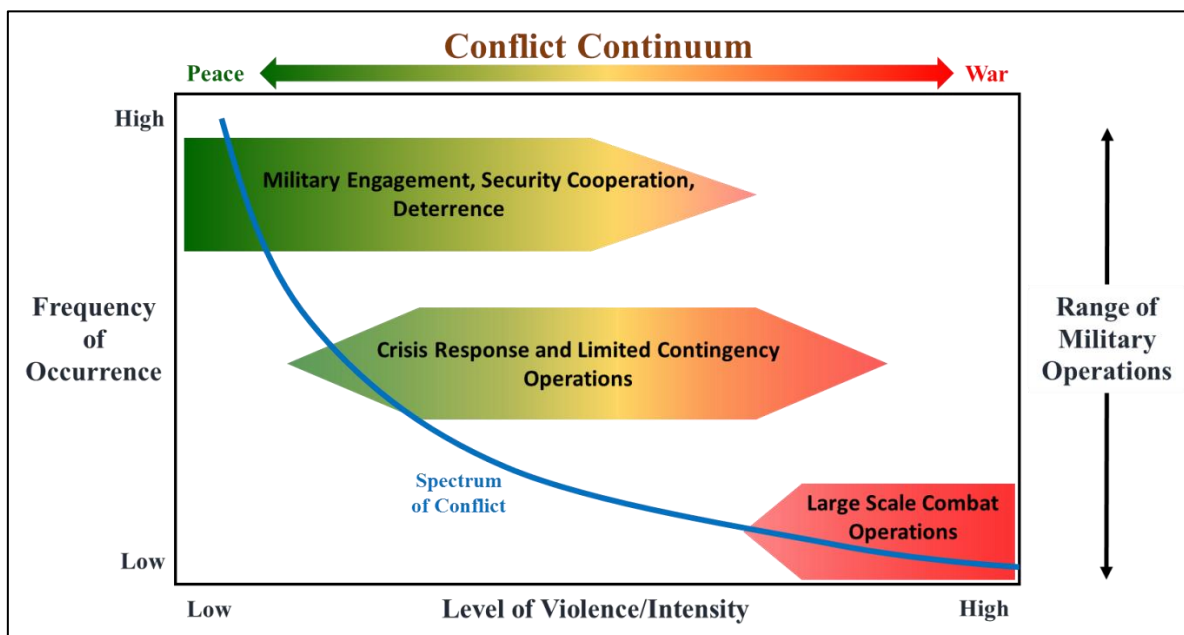 Conflict Continuum
Peace
War
High
Military Engagement, Security Cooperation,
Deterrence
Frequency
of
Occurrence
Crisis Response and Limited Contingency
Operations
Range of
Military
Operations
Spectrum
of Conflict
Large Scale Combat
Operations
Low
Low
Level of Violence/Intensity
High